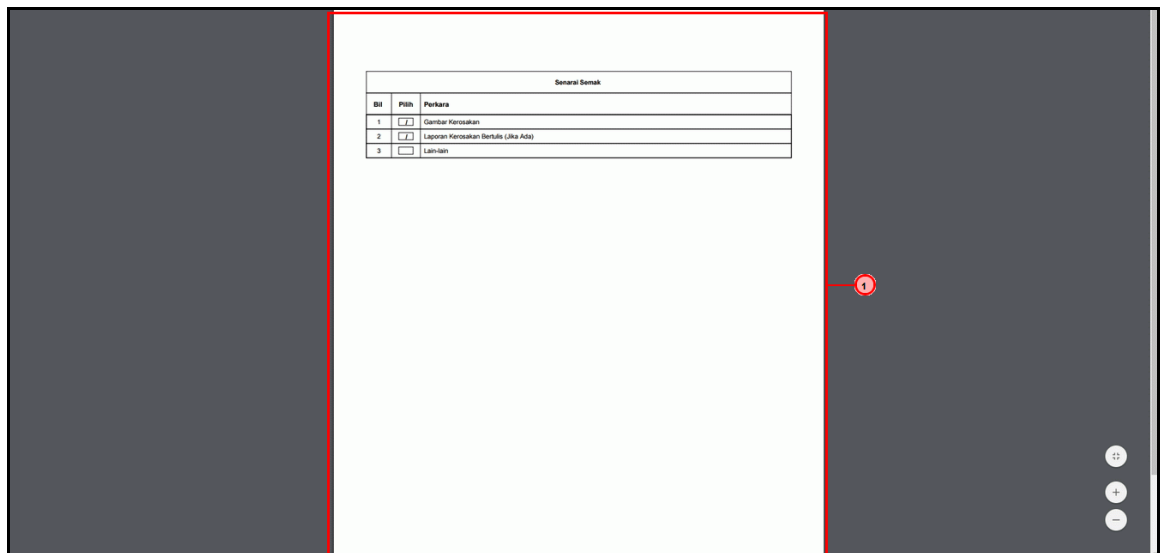 Senarai Semak
Bil Pilih Perkara
1 / Gambar Kerosakan
2 / Laporan Kerosakan Bertulis (Jika Ada)
3 Lain-lain
1